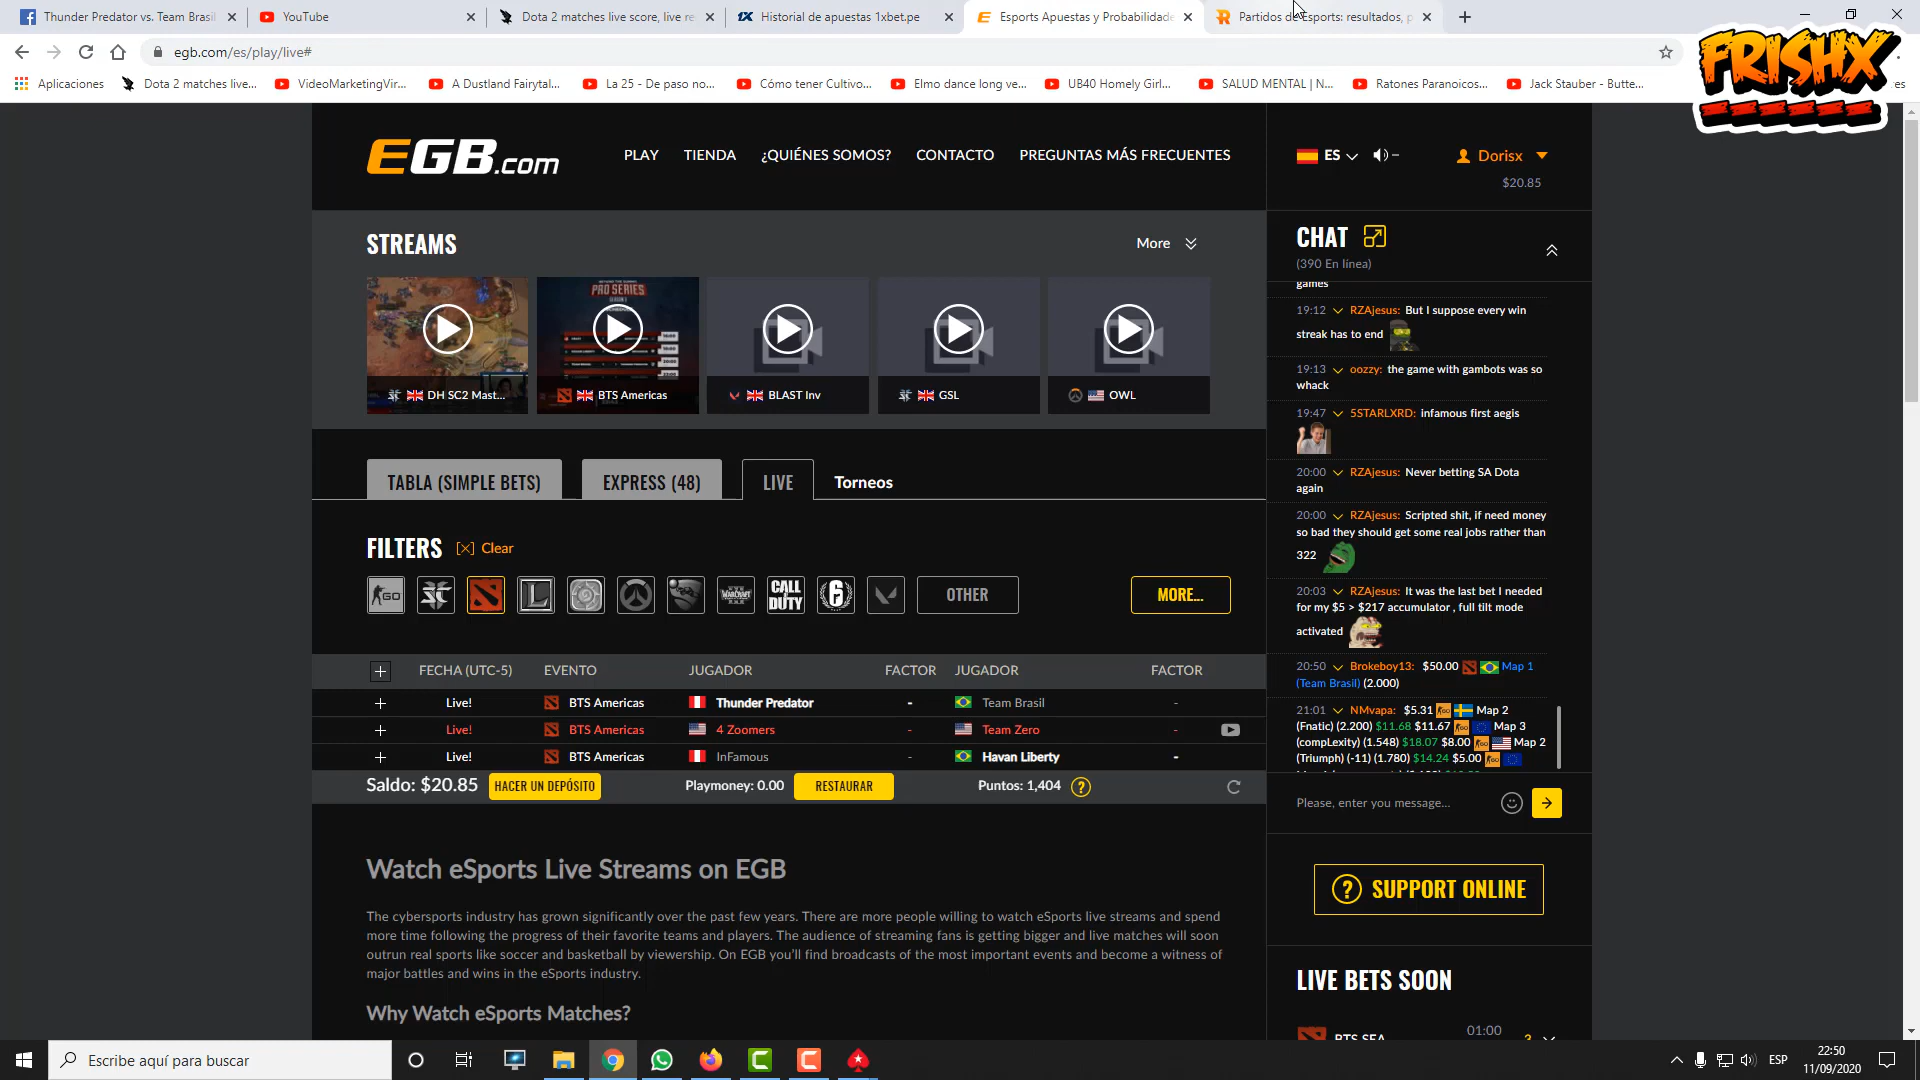 Thunder Predator vs. Team Brasil
YouTube
Dota 2 matches live score, live re
Historial de apuestas 1xbet.pe
Esports Apuestas y Probabilidade
Partidos de Esports: resultados, p
egb.com/es/play/live#
FRISHX
Aplicaciones
Dota 2 matches live...
VideoMarketingVir...
A Dustland Fairytal...
La 25 - De paso no...
Cómo tener Cultivo...
Elmo dance long ve...
UB40 Homely Girl...
SALUD MENTAL | N...
Ratones Paranoicos...
Jack Stauber - Butte...
EGB.com
PLAY
TIENDA
¿QUIÉNES SOMOS?
CONTACTO
PREGUNTAS MÁS FRECUENTES
ES
Dorisx
$20.85
STREAMS
More
PRO SERIES
DH SC2 Mast...
BTS Americas
BLAST Inv
GSL
OWL
TABLA (SIMPLE BETS)
EXPRESS (48)
LIVE
Torneos
FILTERS
[×] Clear
GO
WARCRAFT
CALL OF DUTY
6
OTHER
MORE...
FECHA (UTC-5)
EVENTO
JUGADOR
FACTOR
JUGADOR
FACTOR
Live! BTS Americas Thunder Predator - Team Brasil -
Live! BTS Americas 4 Zoomers - Team Zero -
Live! BTS Americas InFamous - Havan Liberty -
Saldo: $20.85
HACER UN DEPÓSITO
Playmoney: 0.00
RESTAURAR
Puntos: 1,404 ?
Watch eSports Live Streams on EGB
The cybersports industry has grown significantly over the past few years. There are more people willing to watch eSports live streams and spend
more time following the progress of their favorite teams and players. The audience of streaming fans is getting bigger and live matches will soon
outrun real sports like soccer and basketball by viewership. On EGB you'll find broadcasts of the most important events and become a witness of
major battles and wins in the eSports industry.
Why Watch eSports Matches?
CHAT
(390 En línea)
games
19:12 RZAjesus: But I suppose every win
streak has to end
19:13 oozzy: the game with gambots was so
whack
19:47 5STARLXRD: infamous first aegis
20:00 RZAjesus: Never betting SA Dota
again
20:00 RZAjesus: Scripted shit, if need money
so bad they should get some real jobs rather than
322
20:03 RZAjesus: It was the last bet I needed
for my $5 > $217 accumulator , full tilt mode
activated
20:50 Brokeboy13: $50.00 Map 1
(Team Brasil) (2.000)
21:01 NMvapa: $5.31 Map 2
(Fnatic) (2.200) $11.68 $11.67 Map 3
(compLexity) (1.548) $18.07 $8.00 Map 2
(Triumph) (-11) (1.780) $14.24 $5.00
Please, enter you message...
? SUPPORT ONLINE
LIVE BETS SOON
BTS SEA
01:00
3
Escribe aquí para buscar
ESP
22:50
11/09/2020